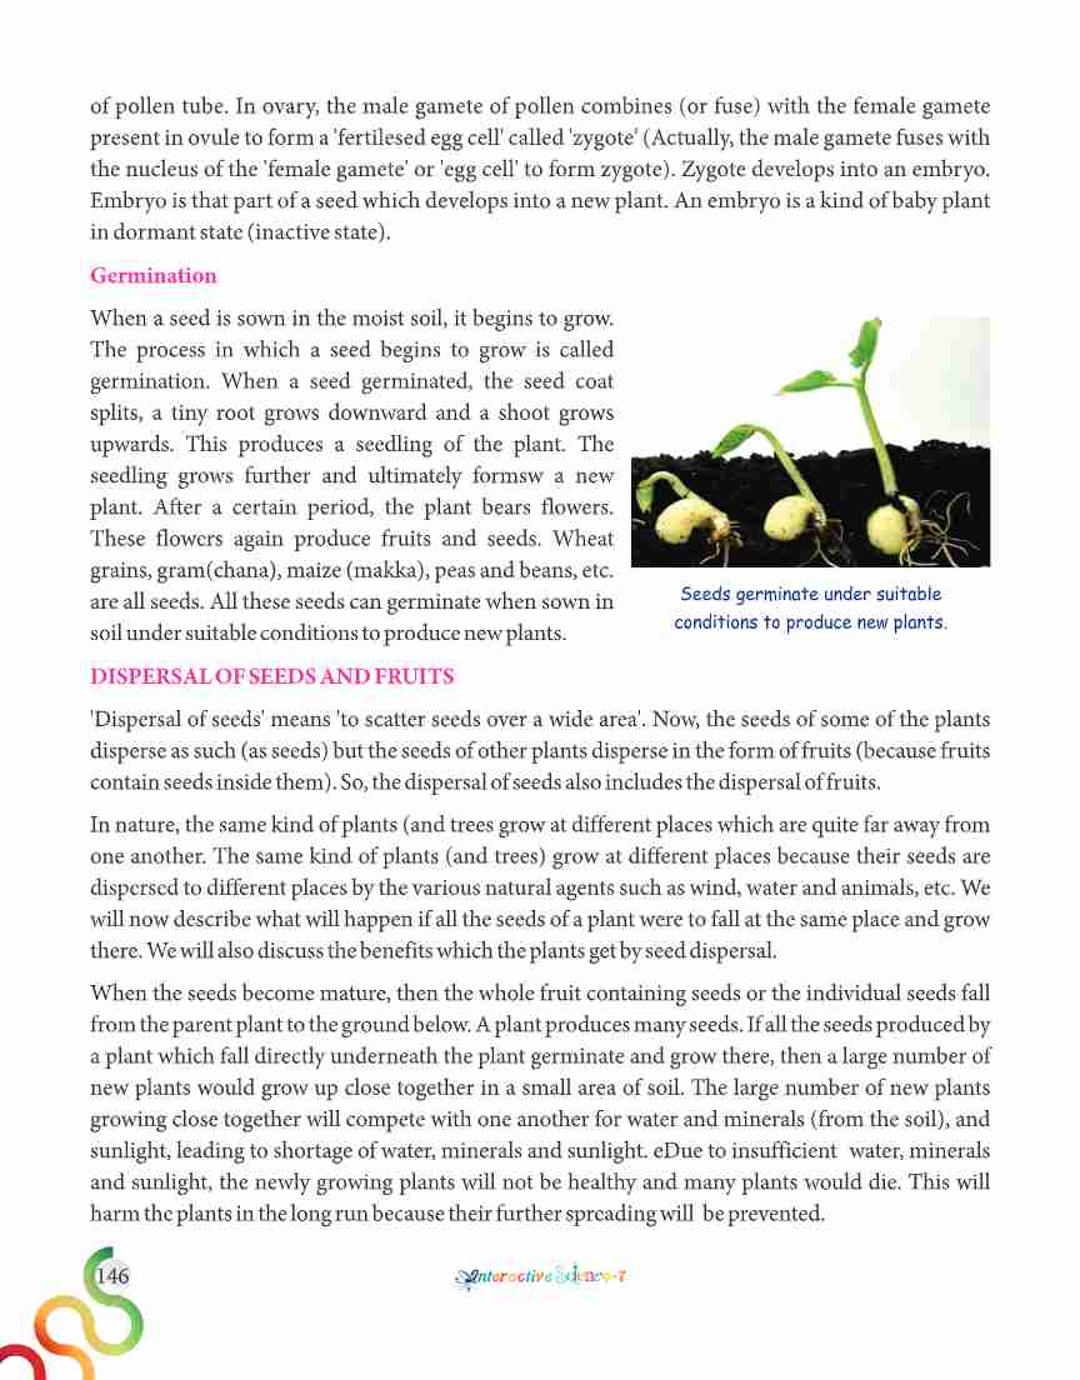 of pollen tube. In ovary, the male gamete of pollen combines (or fuse) with the female gamete
present in ovule to form a 'fertilesed egg cell' called 'zygote' (Actually, the male gamete fuses with
the nucleus of the 'female gamete' or 'egg cell' to form zygote). Zygote develops into an embryo.
Embryo is that part of a seed which develops into a new plant. An embryo is a kind of baby plant
in dormant state (inactive state).
Germination
When a seed is sown in the moist soil, it begins to grow.
The process in which a seed begins to grow is called
germination. When a seed germinated, the seed coat
splits, a tiny root grows downward and a shoot grows
upwards. This produces a seedling of the plant. The
seedling grows further and ultimately formsw a new
plant. After a certain period, the plant bears flowers.
These flowers again produce fruits and seeds. Wheat
grains, gram(chana), maize (makka), peas and beans, etc.
are all seeds. All these seeds can germinate when sown in
soil under suitable conditions to produce new plants.
Seeds germinate under suitable
conditions to produce new plants.
DISPERSAL OF SEEDS AND FRUITS
'Dispersal of seeds' means 'to scatter seeds over a wide area'. Now, the seeds of some of the plants
disperse as such (as seeds) but the seeds of other plants disperse in the form of fruits (because fruits
contain seeds inside them). So, the dispersal of seeds also includes the dispersal of fruits.
In nature, the same kind of plants (and trees grow at different places which are quite far away from
one another. The same kind of plants (and trees) grow at different places because their seeds are
dispersed to different places by the various natural agents such as wind, water and animals, etc. We
will now describe what will happen if all the seeds of a plant were to fall at the same place and grow
there. We will also discuss the benefits which the plants get by seed dispersal.
When the seeds become mature, then the whole fruit containing seeds or the individual seeds fall
from the parent plant to the ground below. A plant produces many seeds. If all the seeds produced by
a plant which fall directly underneath the plant germinate and grow there, then a large number of
new plants would grow up close together in a small area of soil. The large number of new plants
growing close together will compete with one another for water and minerals (from the soil), and
sunlight, leading to shortage of water, minerals and sunlight. eDue to insufficient water, minerals
and sunlight, the newly growing plants will not be healthy and many plants would die. This will
harm the plants in the long run because their further spreading will be prevented.
146
Interactive Science-7